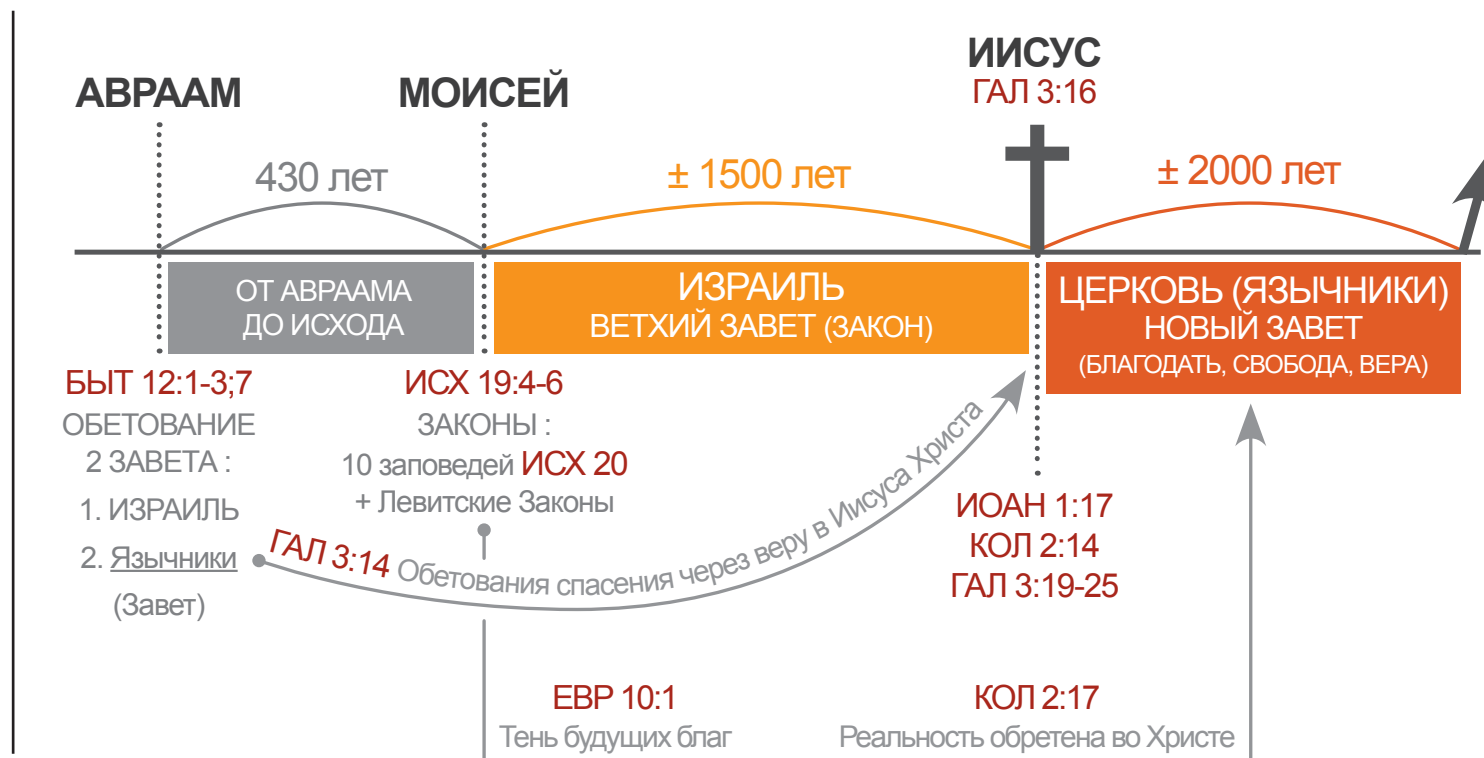 ИИСУС
ГАЛ 3:16
АВРААМ
МОИСЕЙ
430 лет
± 1500 лет
± 2000 лет
ОТ АВРААМА
ДО ИСХОДА
ИЗРАИЛЬ
ВЕТХИЙ ЗАВЕТ (ЗАКОН)
ЦЕРКОВЬ (ЯЗЫЧНИКИ)
НОВЫЙ ЗАВЕТ
(БЛАГОДАТЬ, СВОБОДА, ВЕРА)
БЫТ 12:1-3;7
ОБЕТОВАНИЕ
2 ЗАВЕТА :
1. ИЗРАИЛЬ
2. Язычники
(Завет)
ИСХ 19:4-6
ЗАКОНЫ :
10 заповедей ИСХ 20
+ Левитские Законы
ГАЛ 3:14 Обетования спасения через веру в Иисуса Христа
ИОАН 1:17
КОЛ 2:14
ГАЛ 3:19-25
ЕВР 10:1
Тень будущих благ
КОЛ 2:17
Реальность обретена во Христе